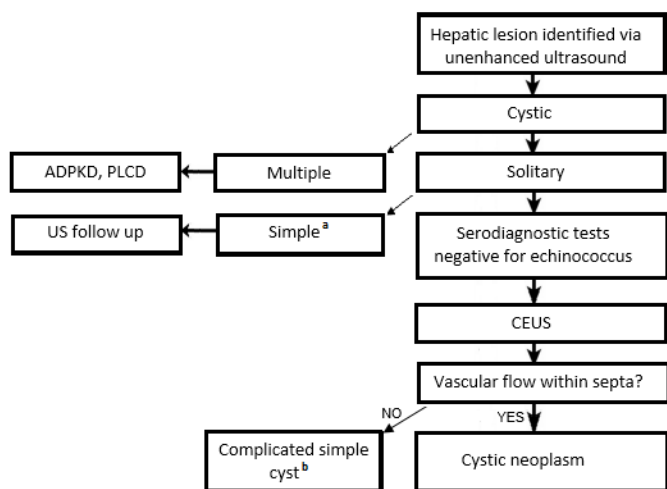 Hepatic lesion identified via
unenhanced ultrasound
Cystic
ADPKD, PLCD
Multiple
Solitary
US follow up
Simple a
Serodiagnostic tests
negative for echinococcus
CEUS
Vascular flow within septa?
NO
YES
Complicated simple
cyst b
Cystic neoplasm